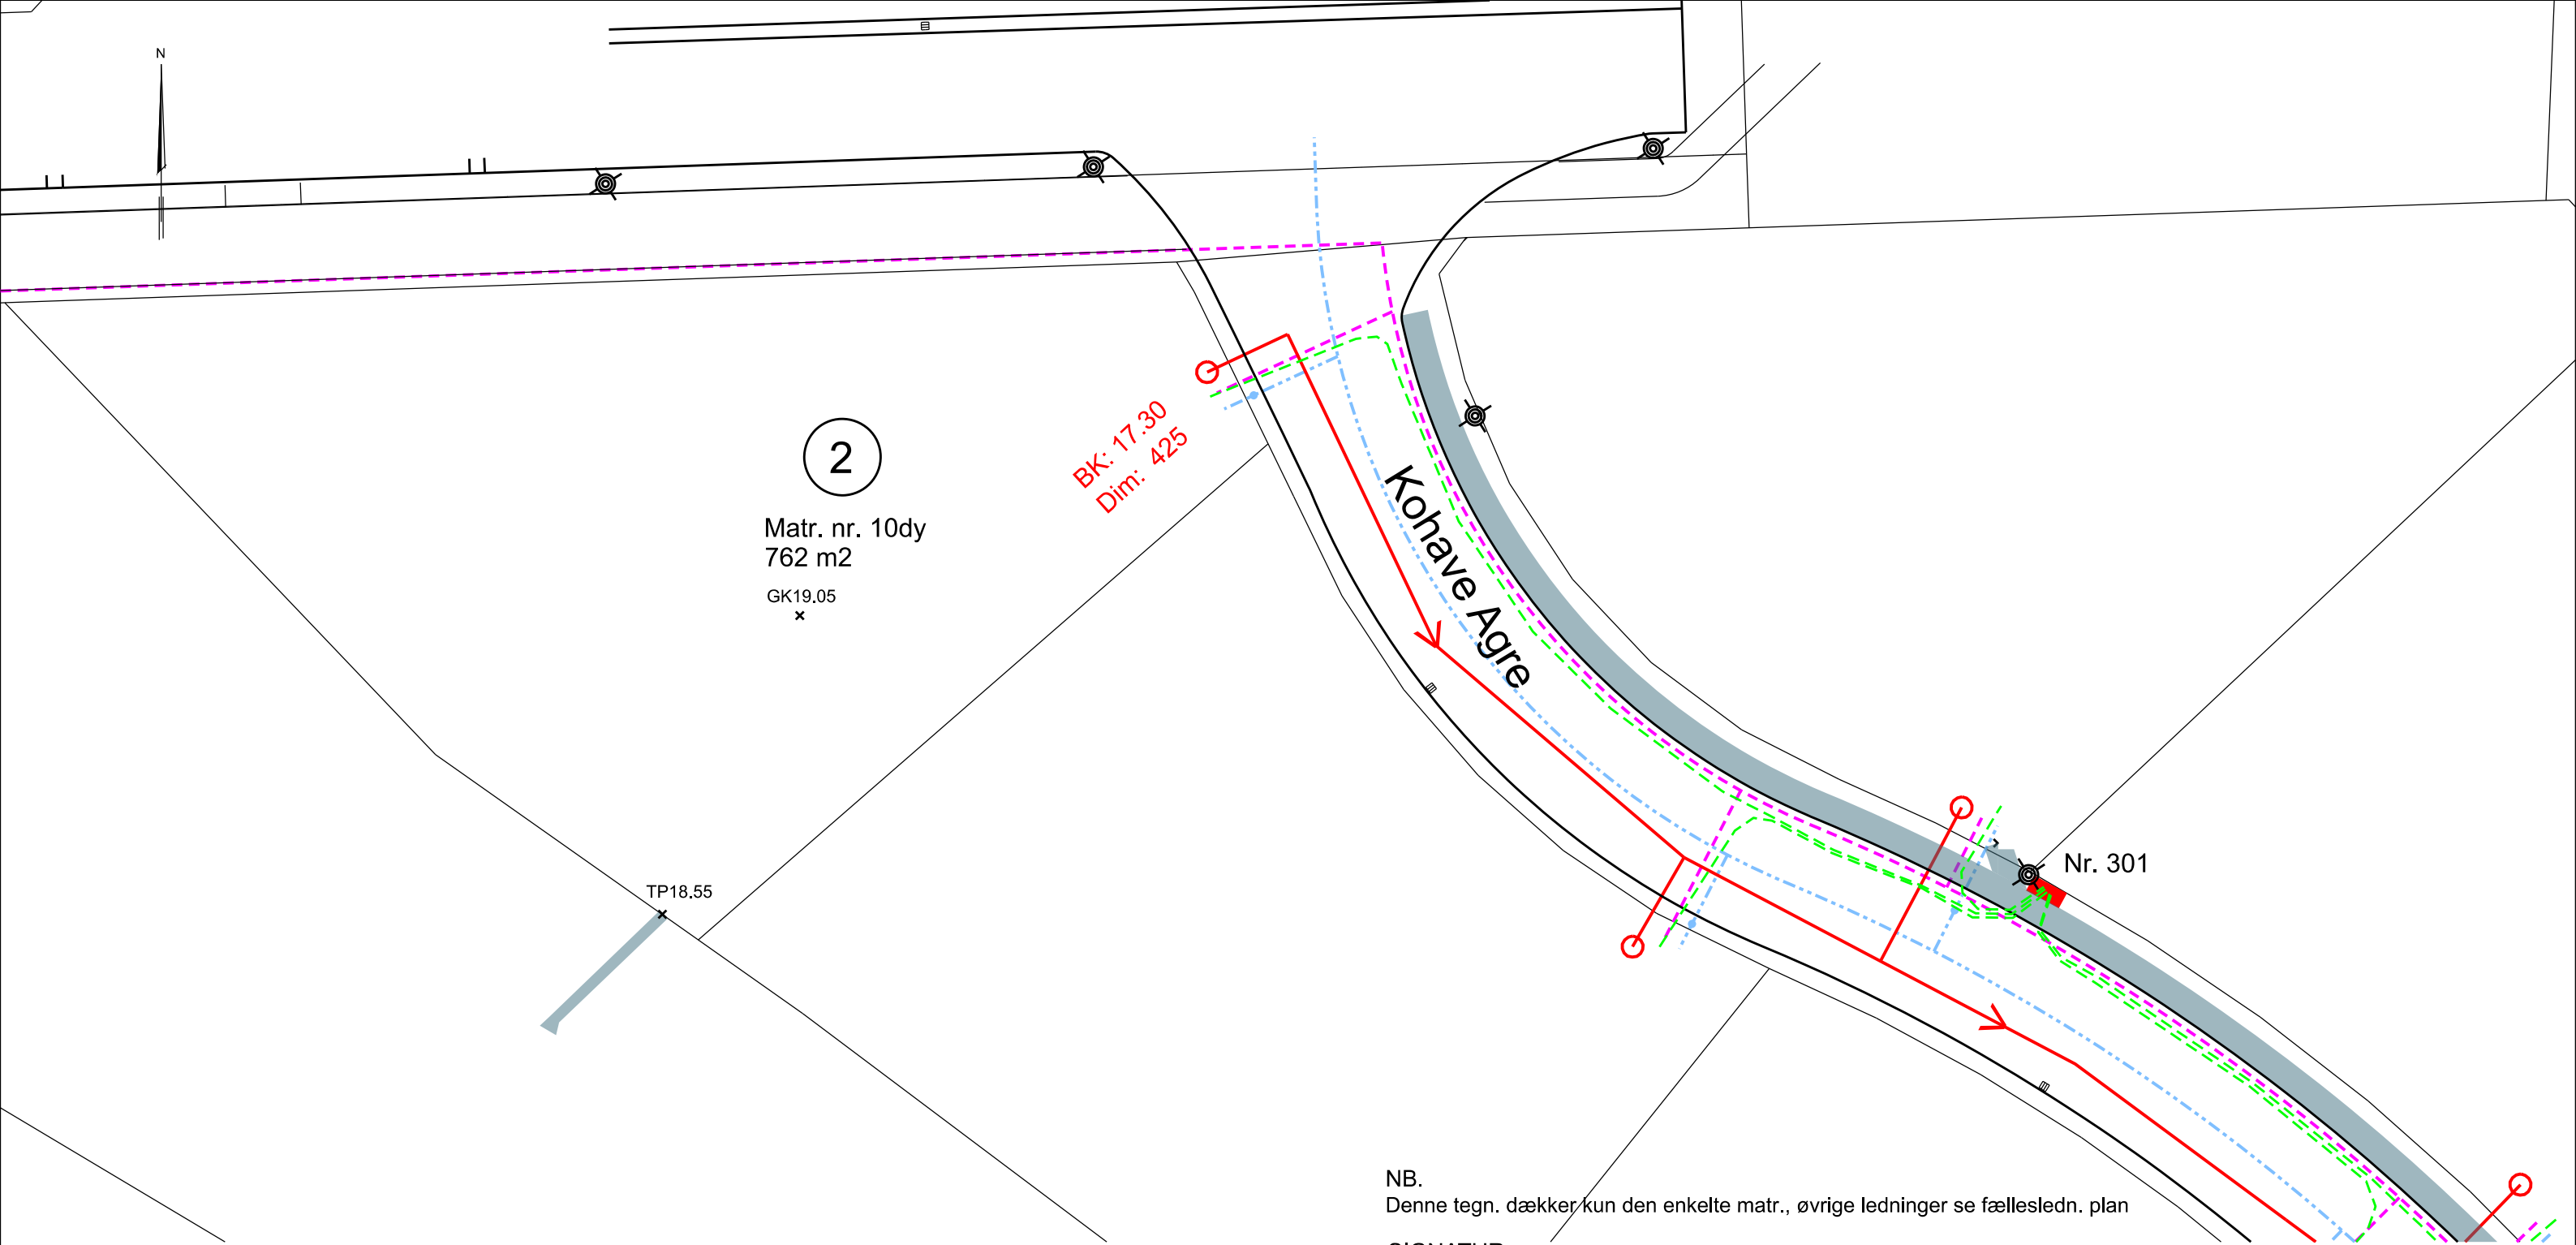 N
BK: 17.30
Dim: 425
2
Matr. nr. 10dy
762 m2
GK19.05
Kohave Agre
Nr. 301
TP18.55
NB.
Denne tegn. dækker kun den enkelte matr., øvrige ledninger se fællesledn. plan